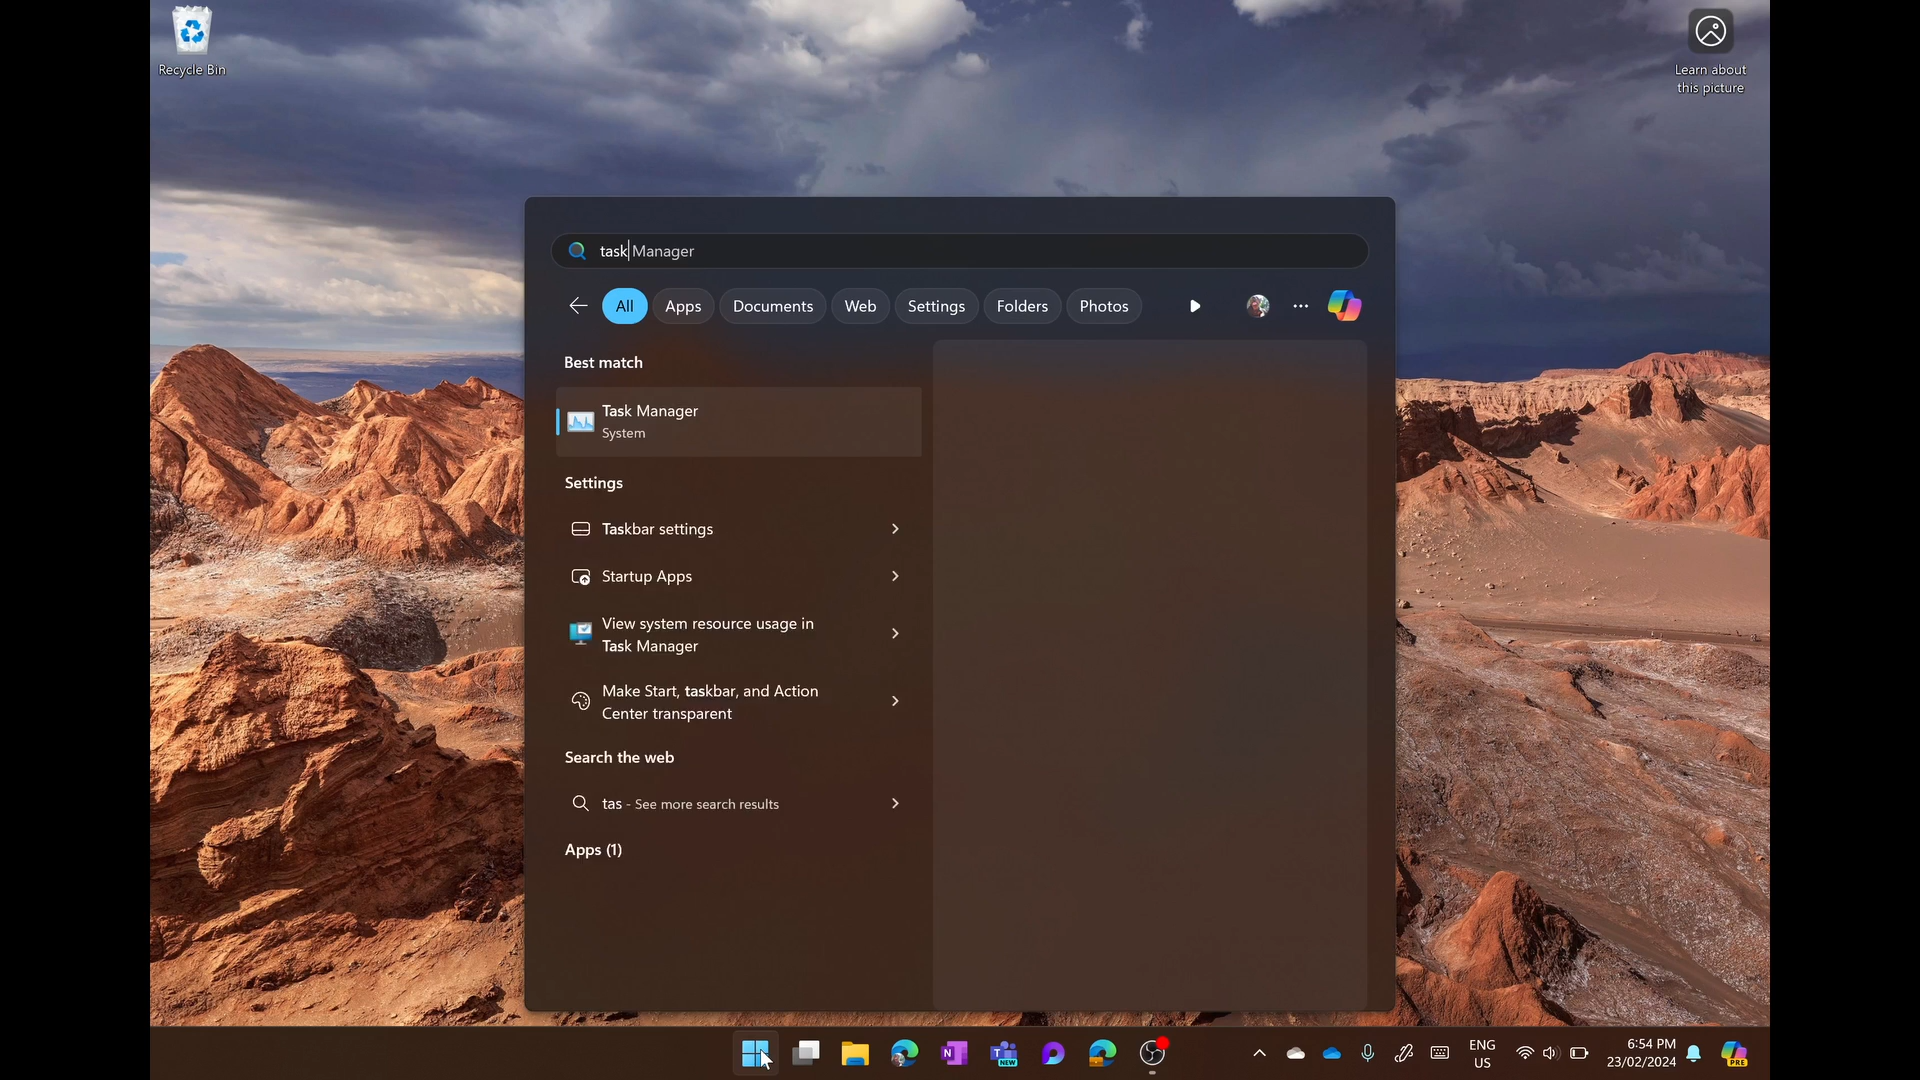 Recycle Bin
Learn about
this picture
task Manager
All
Apps
Documents
Web
Settings
Folders
Photos
Best match
Task Manager
System
Settings
Taskbar settings
Startup Apps
View system resource usage in
Task Manager
Make Start, taskbar, and Action
Center transparent
Search the web
tas - See more search results
Apps (1)
N
NEW
ENG
US
6:54 PM
23/02/2024
PRE